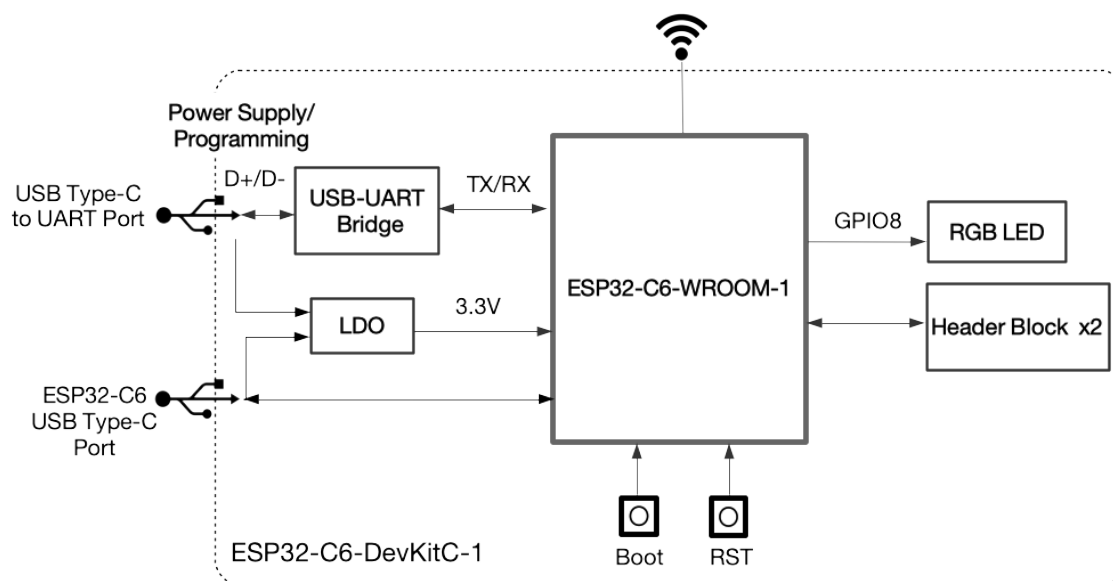 Power Supply/
Programming
USB Type-C
to UART Port
D+/D-
USB-UART
Bridge
TX/RX
ESP32-C6-WROOM-1
GPIO8
RGB LED
LDO
3.3V
Header Block x2
ESP32-C6
USB Type-C
Port
Boot
RST
ESP32-C6-DevKitC-1